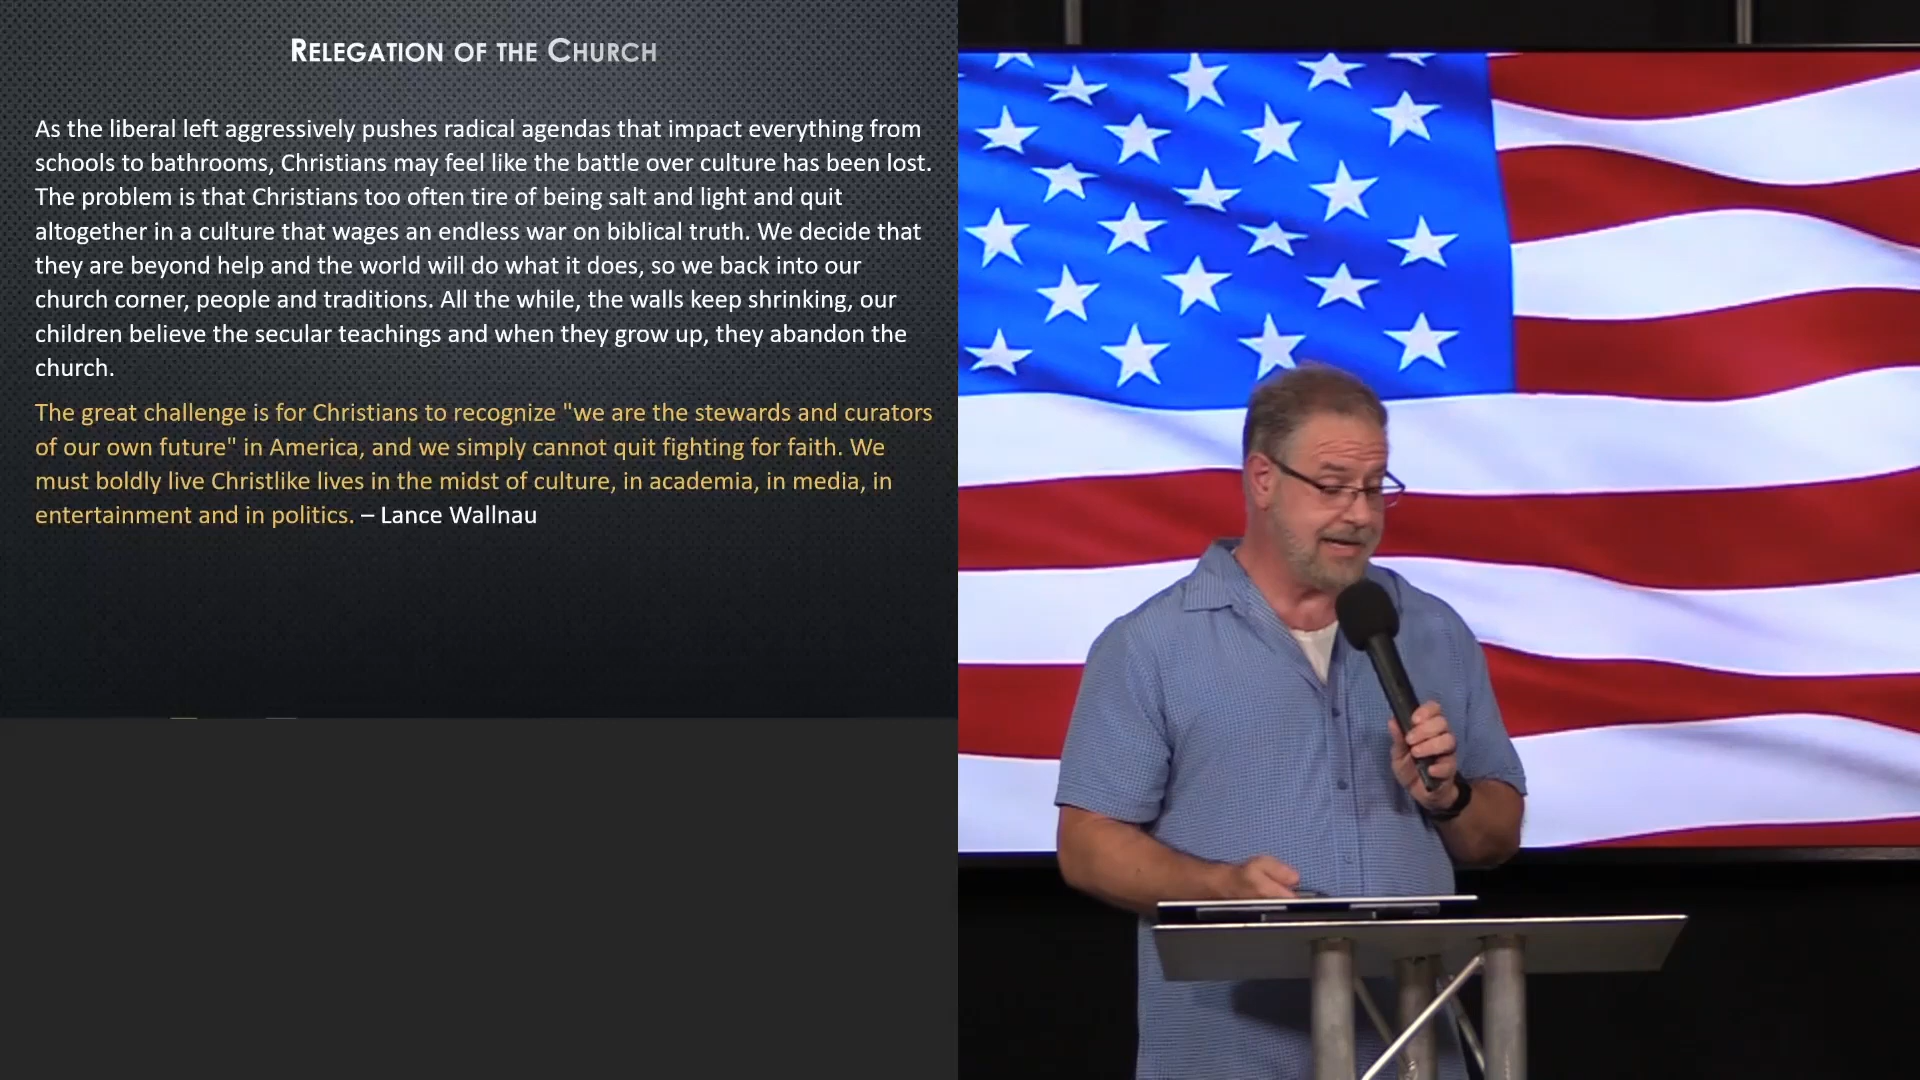 RELEGATION OF THE CHURCH
As the liberal left aggressively pushes radical agendas that impact everything from
schools to bathrooms, Christians may feel like the battle over culture has been lost.
The problem is that Christians too often tire of being salt and light and quit
altogether in a culture that wages an endless war on biblical truth. We decide that
they are beyond help and the world will do what it does, so we back into our
church corner, people and traditions. All the while, the walls keep shrinking, our
children believe the secular teachings and when they grow up, they abandon the
church.
The great challenge is for Christians to recognize "we are the stewards and curators
of our own future" in America, and we simply cannot quit fighting for faith. We
must boldly live Christlike lives in the midst of culture, in academia, in media, in
entertainment and in politics. – Lance Wallnau